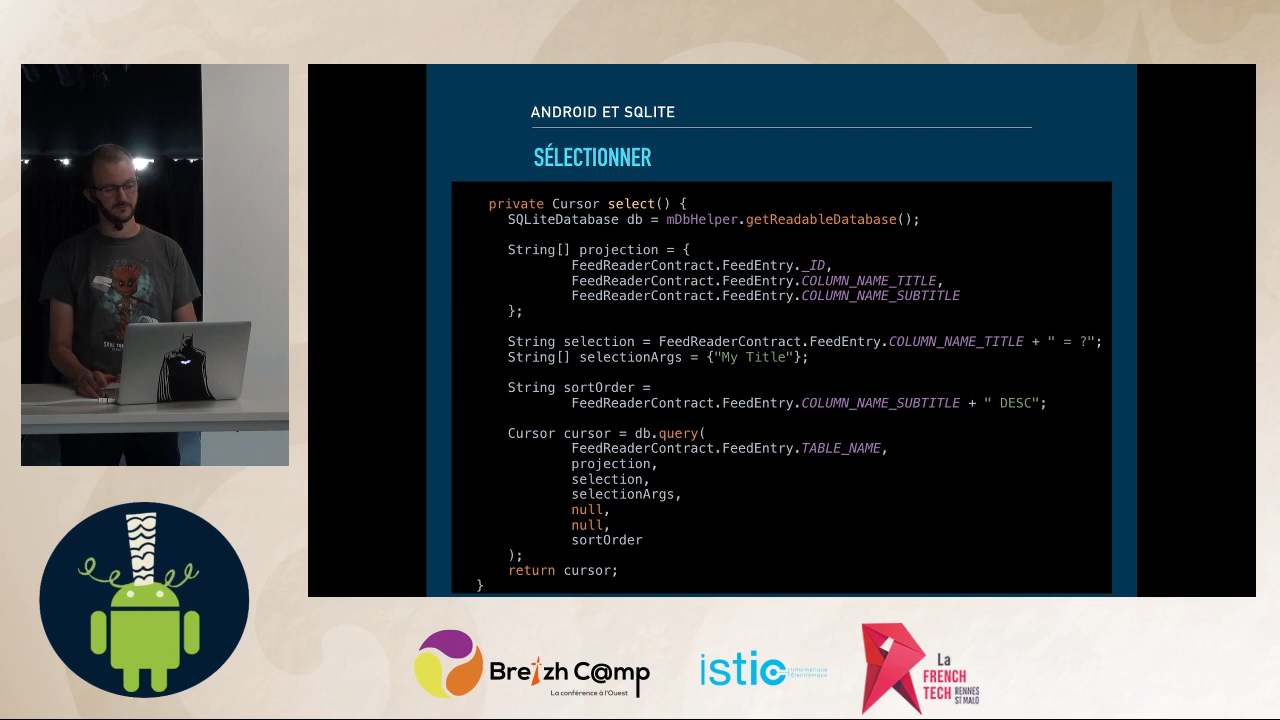 ANDROID ET SQLITE
SÉLECTIONNER
private Cursor select() {
SQLiteDatabase db = mDbHelper.getReadableDatabase();
String[] projection = {
FeedReaderContract.FeedEntry._ID,
FeedReaderContract.FeedEntry.COLUMN_NAME_TITLE,
FeedReaderContract.FeedEntry.COLUMN_NAME_SUBTITLE
};
String selection = FeedReaderContract.FeedEntry.COLUMN_NAME_TITLE + " = ?";
String[] selectionArgs = {"My Title"};
String sortOrder =
FeedReaderContract.FeedEntry.COLUMN_NAME_SUBTITLE + " DESC";
Cursor cursor = db.query(
FeedReaderContract.FeedEntry.TABLE_NAME,
projection,
selection,
selectionArgs,
null,
null,
sortOrder
);
return cursor;
}
Breizh C@mp
La conférence à l'Ouest
istic
Informatique
Électronique
La
FRENCH
TECH RENNES
ST MALO